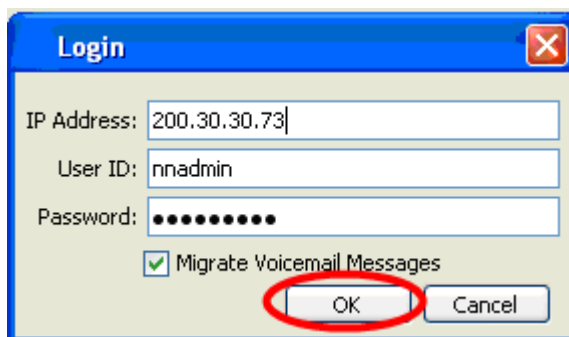 Login
IP Address: 200.30.30.73
User ID: nnadmin
Password: ●●●●●●●●●
Migrate Voicemail Messages
OK Cancel